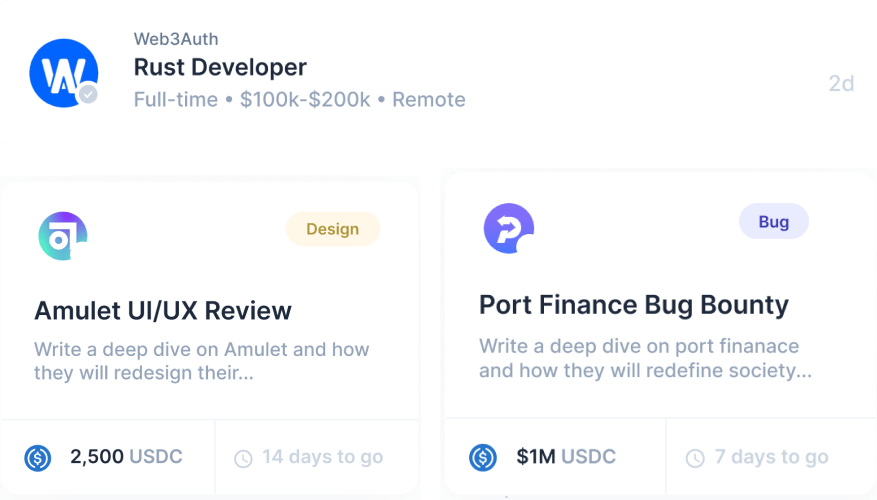 Web3Auth
Rust Developer
Full-time • $100k-$200k • Remote
2d
Design
Amulet UI/UX Review
Write a deep dive on Amulet and how
they will redesign their...
2,500 USDC
14 days to go
Bug
Port Finance Bug Bounty
Write a deep dive on port finanace
and how they will redefine society...
$1M USDC
7 days to go